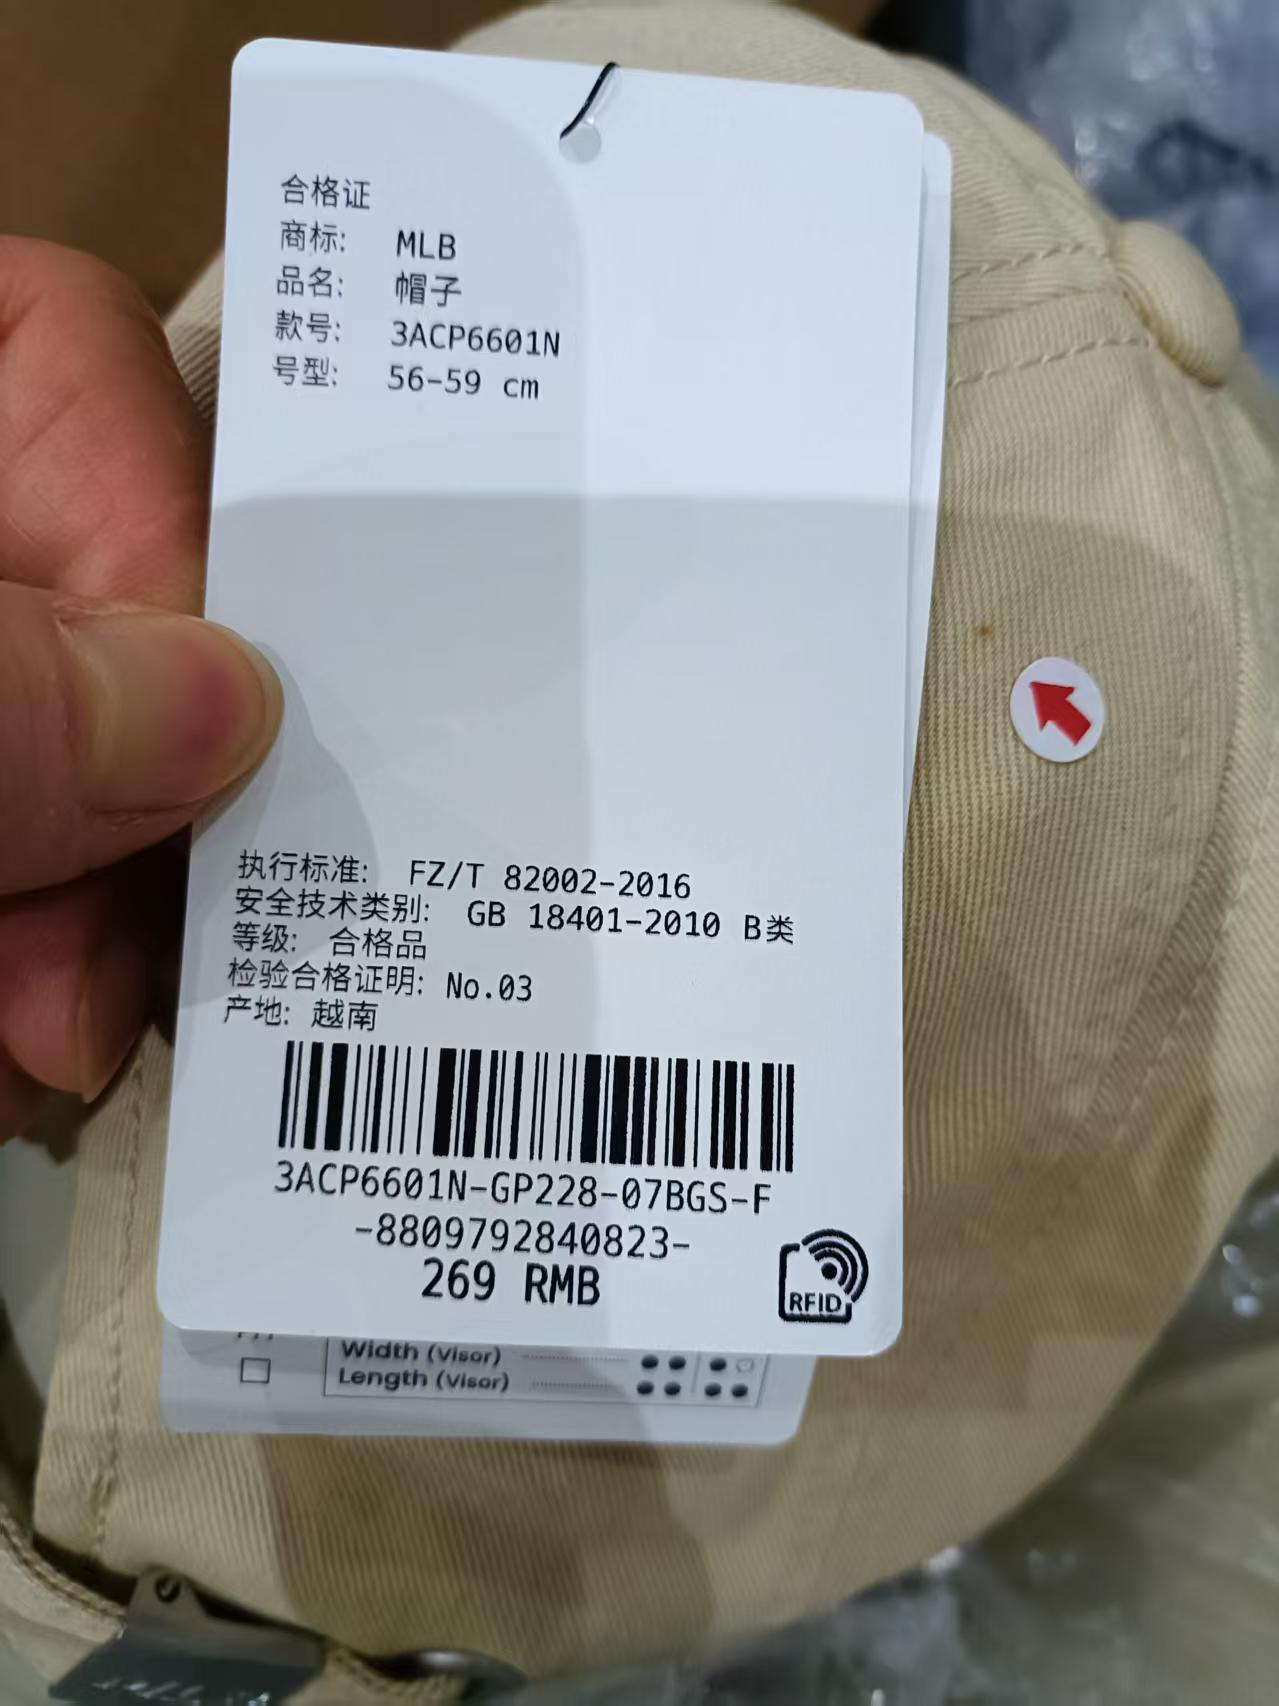 合格证
商标: MLB
品名: 帽子
款号: 3ACP6601N
号型: 56-59 cm
执行标准: FZ/T 82002-2016
安全技术类别: GB 18401-2010 B类
等级: 合格品
检验合格证明: No.03
产地: 越南
3ACP6601N-GP228-07BGS-F
-8809792840823-
269 RMB
RFID
Width (Visor)
Length (Visor)